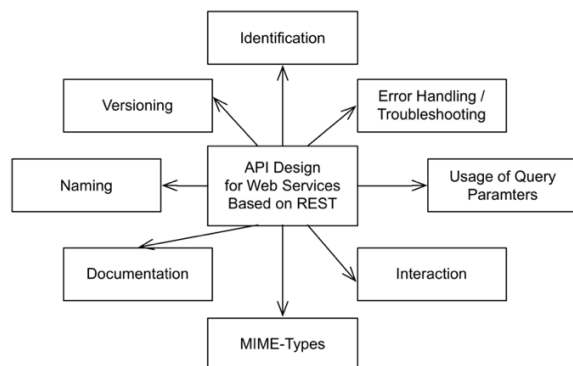 Identification
Versioning
Error Handling /
Troubleshooting
Naming
API Design
for Web Services
Based on REST
Usage of Query
Paramters
Documentation
Interaction
MIME-Types